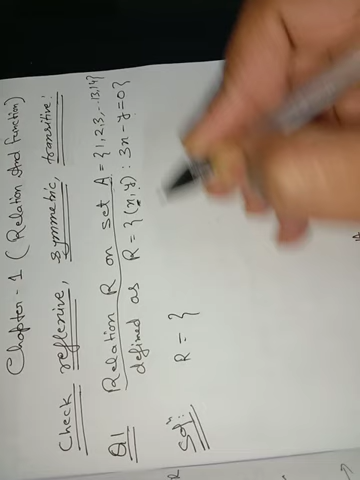 Chapter - 1 (Relation and function)
Check reflexive, symmetric, transitive:
Q1 Relation R on set A = {1,2,3,-..13,14}
defined as R = {(x, y) : 3x - y = 0}
Solⁿ: R = {